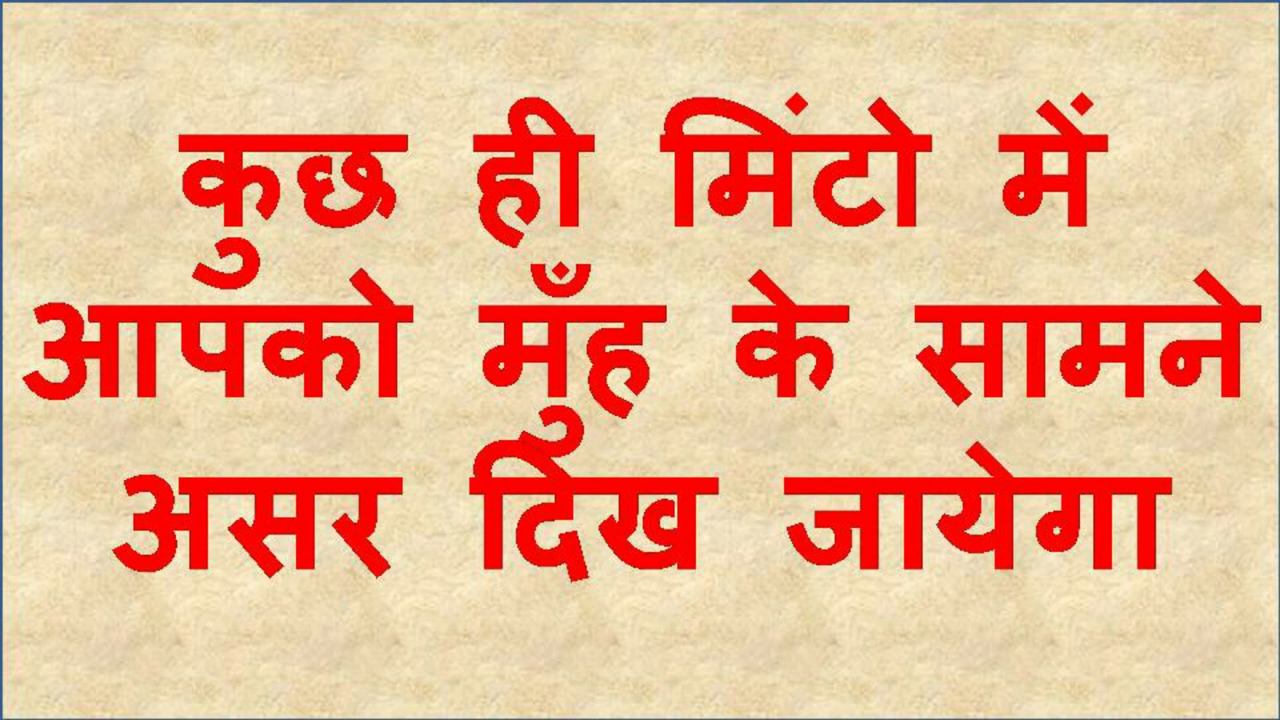 कुछ ही मिंटो में
आपको मुँह के सामने
असर दिख जायेगा